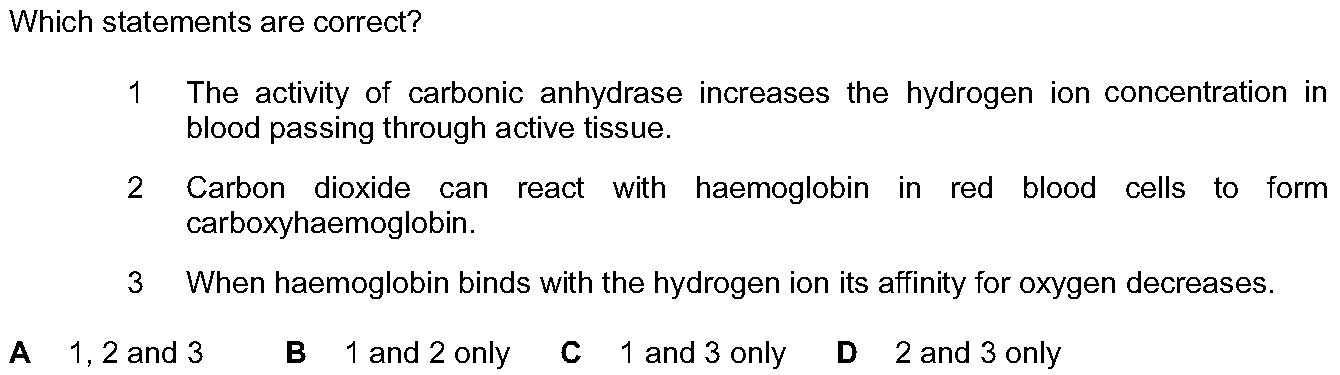 Which statements are correct?
1 The activity of carbonic anhydrase increases the hydrogen ion concentration in
blood passing through active tissue.
2 Carbon dioxide can react with haemoglobin in red blood cells to form
carboxyhaemoglobin.
3 When haemoglobin binds with the hydrogen ion its affinity for oxygen decreases.
A 1, 2 and 3 B 1 and 2 only C 1 and 3 only D 2 and 3 only